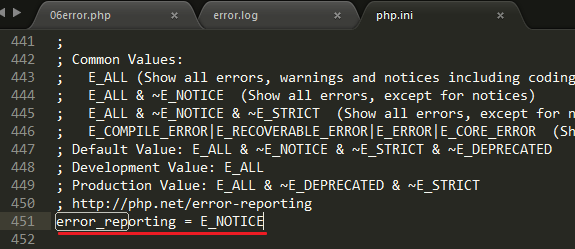 06error.php
error.log
php.ini
441 ;
442 ; Common Values:
443 ;   E_ALL (Show all errors, warnings and notices including coding
444 ;   E_ALL & ~E_NOTICE  (Show all errors, except for notices)
445 ;   E_ALL & ~E_NOTICE & ~E_STRICT  (Show all errors, except for n
446 ;   E_COMPILE_ERROR|E_RECOVERABLE_ERROR|E_ERROR|E_CORE_ERROR  (Sh
447 ; Default Value: E_ALL & ~E_NOTICE & ~E_STRICT & ~E_DEPRECATED
448 ; Development Value: E_ALL
449 ; Production Value: E_ALL & ~E_DEPRECATED & ~E_STRICT
450 ; http://php.net/error-reporting
451 error_reporting = E_NOTICE
452